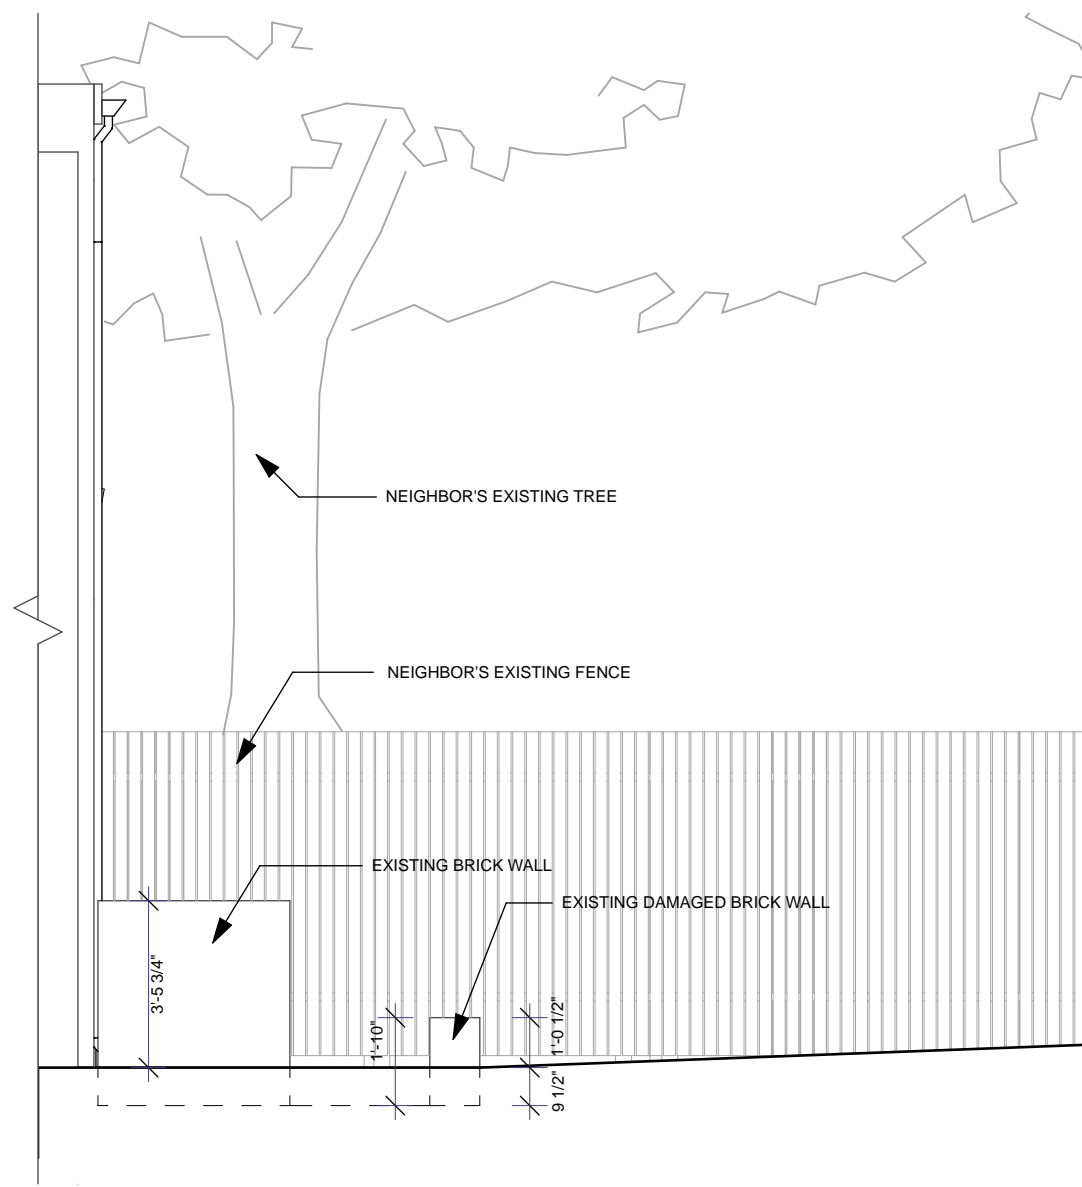 NEIGHBOR'S EXISTING TREE
NEIGHBOR'S EXISTING FENCE
EXISTING BRICK WALL
EXISTING DAMAGED BRICK WALL
3'-5 3/4"
1'-10"
1'-0 1/2"
9 1/2"